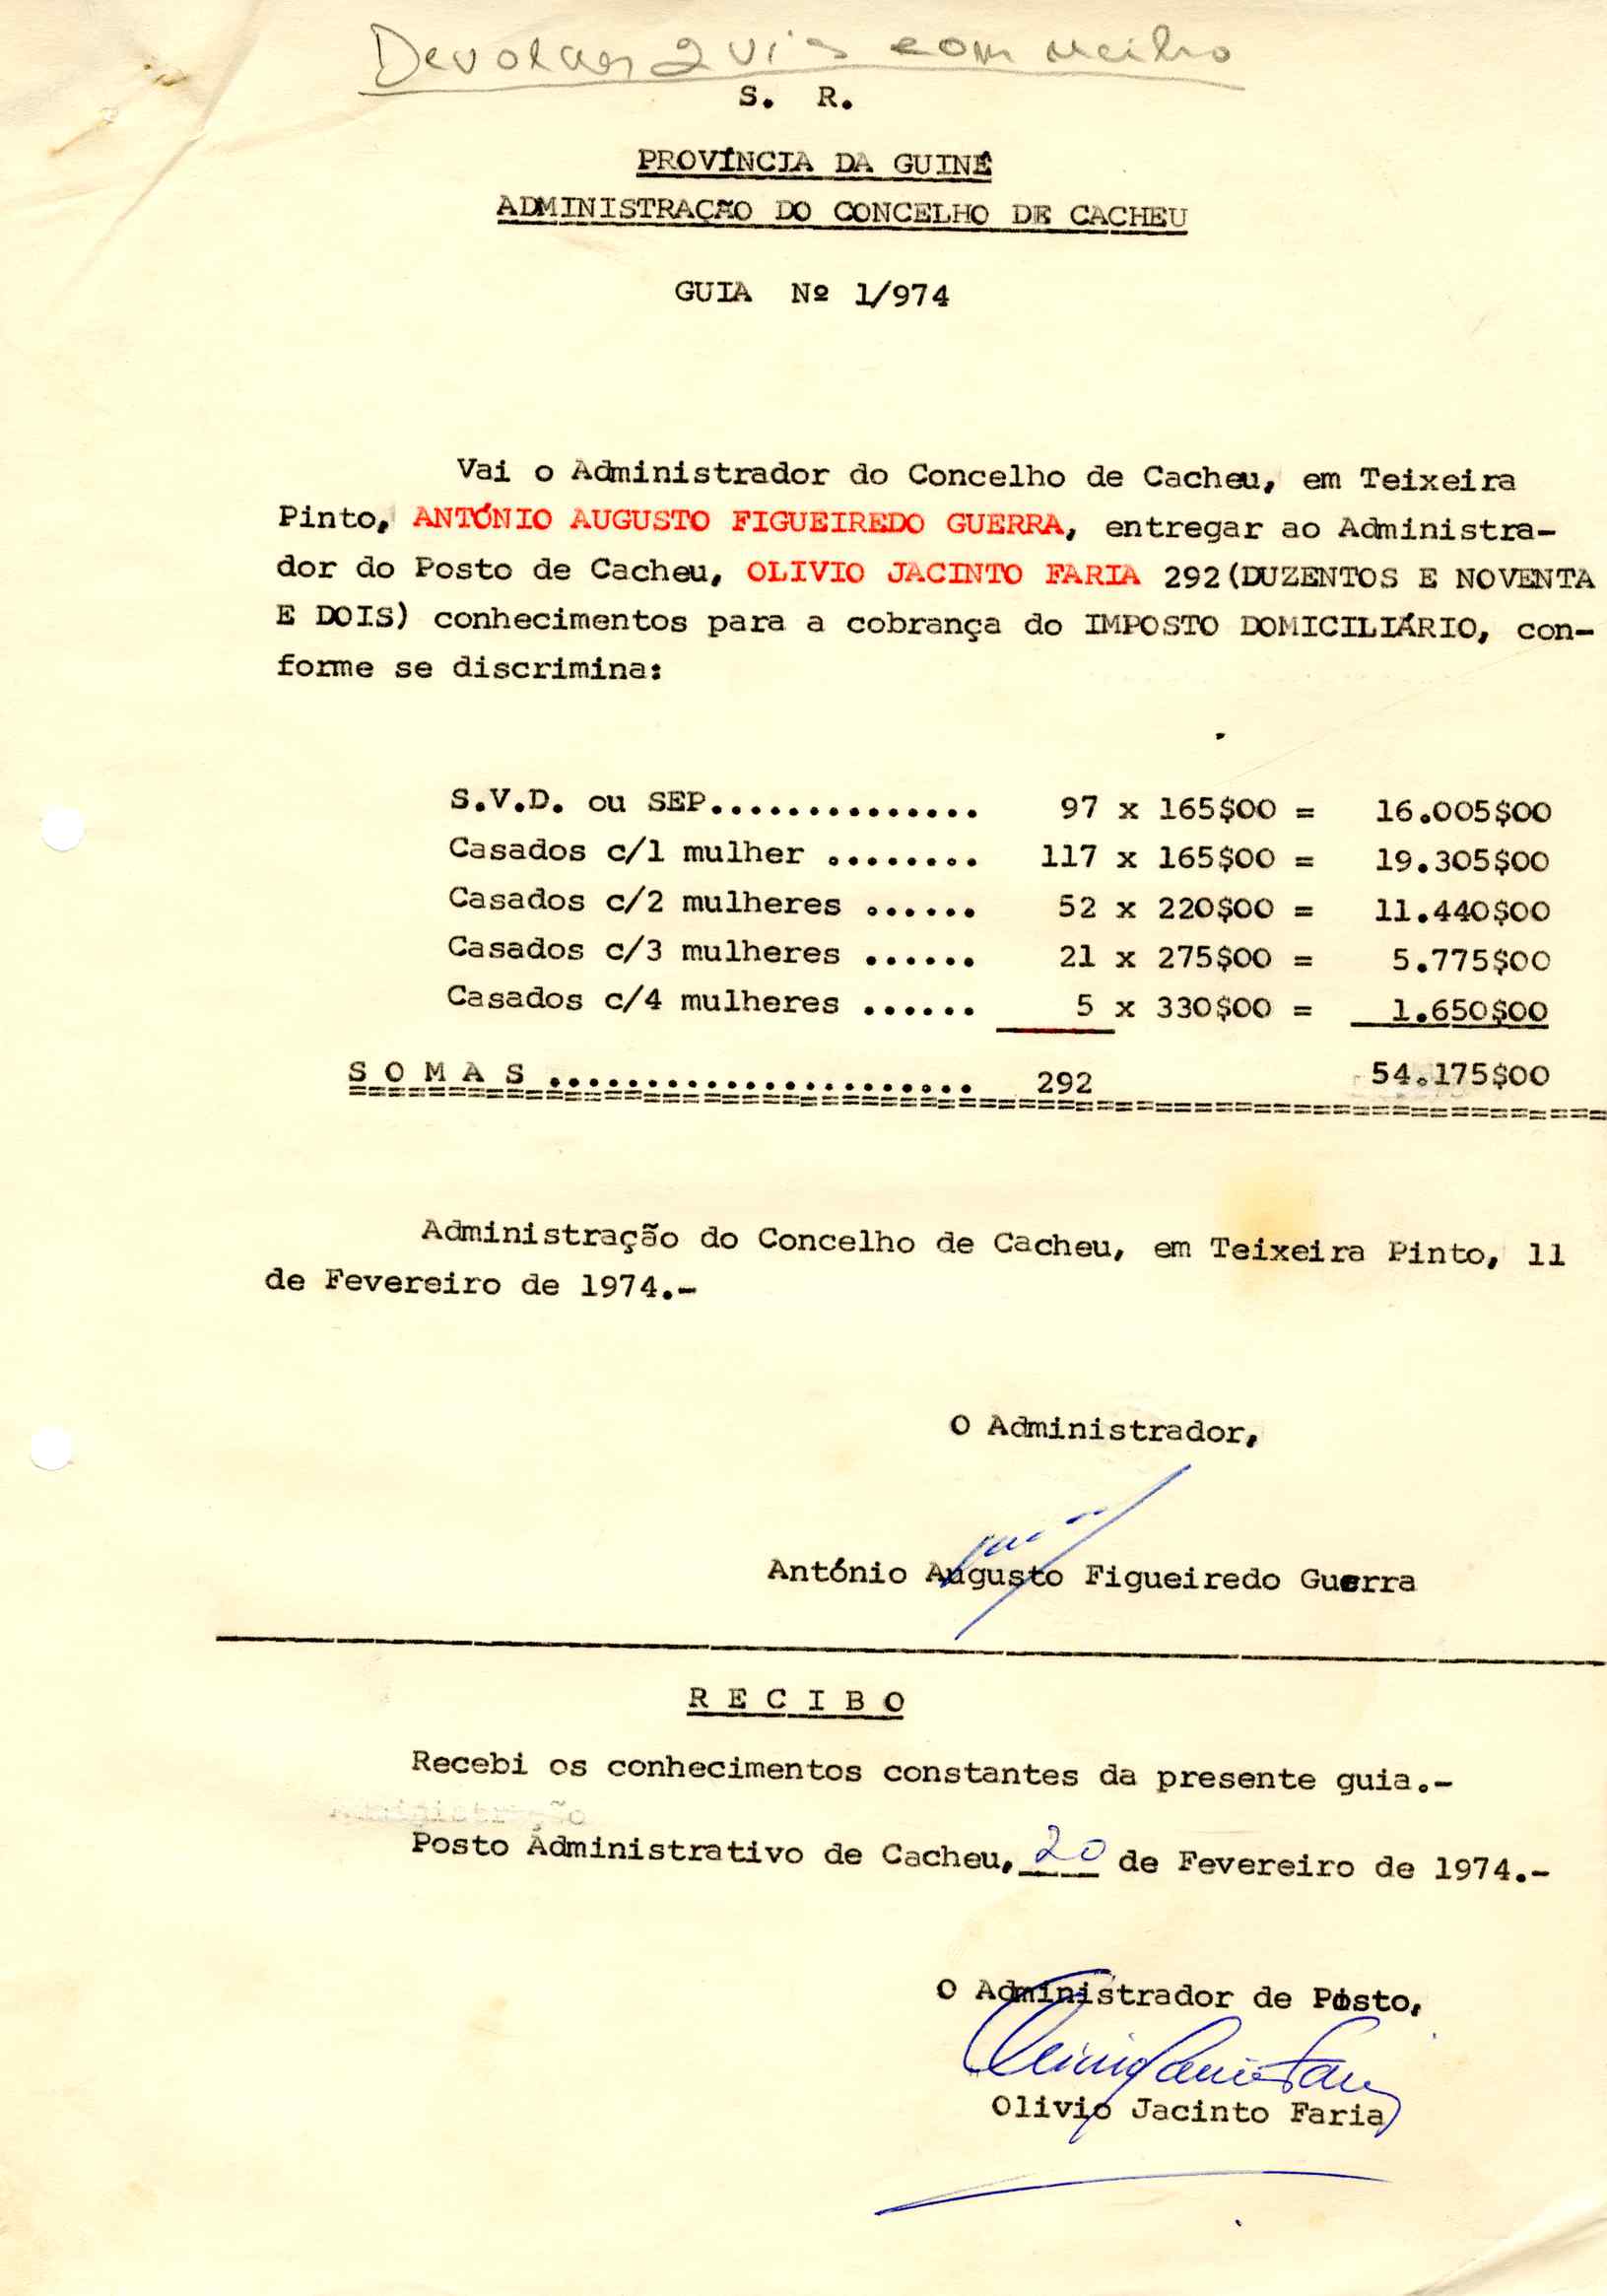 Devolver 2 vias com recibo
S. R.
PROVÍNCIA DA GUINÉ
ADMINISTRAÇÃO DO CONCELHO DE CACHEU
GUIA Nº 1/974
Vai o Administrador do Concelho de Cacheu, em Teixeira
Pinto, ANTÓNIO AUGUSTO FIGUEIREDO GUERRA, entregar ao Administra-
dor do Posto de Cacheu, OLIVIO JACINTO FARIA 292(DUZENTOS E NOVENTA
E DOIS) conhecimentos para a cobrança do IMPOSTO DOMICILIÁRIO, con-
forme se discrimina:
S.V.D. ou SEP.............. 97 x 165$00 = 16.005$00
Casados c/1 mulher ........ 117 x 165$00 = 19.305$00
Casados c/2 mulheres ...... 52 x 220$00 = 11.440$00
Casados c/3 mulheres ...... 21 x 275$00 = 5.775$00
Casados c/4 mulheres ...... 5 x 330$00 = 1.650$00
S O M A S ...................... 292 54.175$00
Administração do Concelho de Cacheu, em Teixeira Pinto, 11
de Fevereiro de 1974.-
O Administrador,
António Augusto Figueiredo Guerra
R E C I B O
Recebi os conhecimentos constantes da presente guia.-
Administração
Posto Administrativo de Cacheu, 20 de Fevereiro de 1974.-
O Administrador de Posto,
Olivio Jacinto Faria